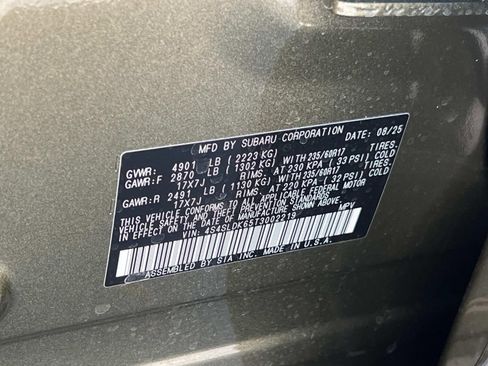 MFD BY SUBARU CORPORATION DATE: 08/25
GVWR: 4901 LB (2223 KG)
GAWR:F 2870 LB (1302 KG) WITH 235/60R17 TIRES.
17X7J RIMS. AT 230 KPA (33 PSI) COLD
GAWR:R 2491 LB (1130 KG) WITH 235/60R17 TIRES.
17X7J RIMS. AT 220 KPA (32 PSI) COLD
THIS VEHICLE CONFORMS TO ALL APPLICABLE FEDERAL MOTOR
VEHICLE SAFETY STANDARDS IN EFFECT ON THE
DATE OF MANUFACTURE SHOWN ABOVE.
VIN: 4S4SLDK65T3002219 MPV
ASSEMBLED BY SIA INC. MADE IN U.S.A.